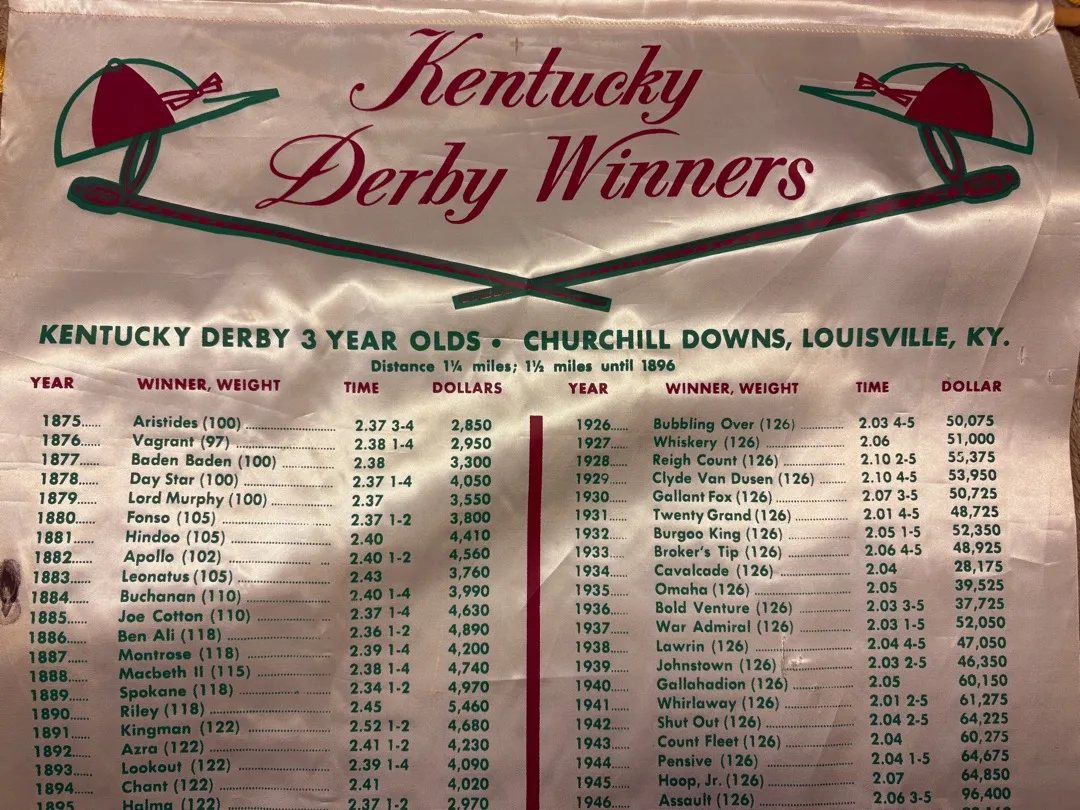 Kentucky
Derby Winners
KENTUCKY DERBY 3 YEAR OLDS • CHURCHILL DOWNS, LOUISVILLE, KY.
Distance 1¼ miles; 1½ miles until 1896
YEAR WINNER, WEIGHT TIME DOLLARS
1875...... Aristides (100) 2.37 3-4 2,850
1876...... Vagrant (97) 2.38 1-4 2,950
1877...... Baden Baden (100) 2.38 3,300
1878...... Day Star (100) 2.37 1-4 4,050
1879...... Lord Murphy (100) 2.37 3,550
1880...... Fonso (105) 2.37 1-2 3,800
1881...... Hindoo (105) 2.40 4,410
1882...... Apollo (102) 2.40 1-2 4,560
1883...... Leonatus (105) 2.43 3,760
1884...... Buchanan (110) 2.40 1-4 3,990
1885...... Joe Cotton (110) 2.37 1-4 4,630
1886...... Ben Ali (118) 2.36 1-2 4,890
1887...... Montrose (118) 2.39 1-4 4,200
1888...... Macbeth II (115) 2.38 1-4 4,740
1889...... Spokane (118) 2.34 1-2 4,970
1890...... Riley (118) 2.45 5,460
1891...... Kingman (122) 2.52 1-2 4,680
1892...... Azra (122) 2.41 1-2 4,230
1893...... Lookout (122) 2.39 1-4 4,090
1894...... Chant (122) 2.41 4,020
1895 Halma (122) 2.37 1-2 2,970
YEAR WINNER, WEIGHT TIME DOLLAR
1926..... Bubbling Over (126) 2.03 4-5 50,075
1927..... Whiskery (126) 2.06 51,000
1928..... Reigh Count (126) 2.10 2-5 55,375
1929..... Clyde Van Dusen (126) 2.10 4-5 53,950
1930..... Gallant Fox (126) 2.07 3-5 50,725
1931..... Twenty Grand (126) 2.01 4-5 48,725
1932..... Burgoo King (126) 2.05 1-5 52,350
1933..... Broker's Tip (126) 2.06 4-5 48,925
1934..... Cavalcade (126) 2.04 28,175
1935..... Omaha (126) 2.05 39,525
1936..... Bold Venture (126) 2.03 3-5 37,725
1937..... War Admiral (126) 2.03 1-5 52,050
1938..... Lawrin (126) 2.04 4-5 47,050
1939..... Johnstown (126) 2.03 2-5 46,350
1940..... Gallahadion (126) 2.05 60,150
1941..... Whirlaway (126) 2.01 2-5 61,275
1942..... Shut Out (126) 2.04 2-5 64,225
1943..... Count Fleet (126) 2.04 60,275
1944..... Pensive (126) 2.04 1-5 64,675
1945..... Hoop, Jr. (126) 2.07 64,850
1946..... Assault (126) 2.06 3-5 96,400